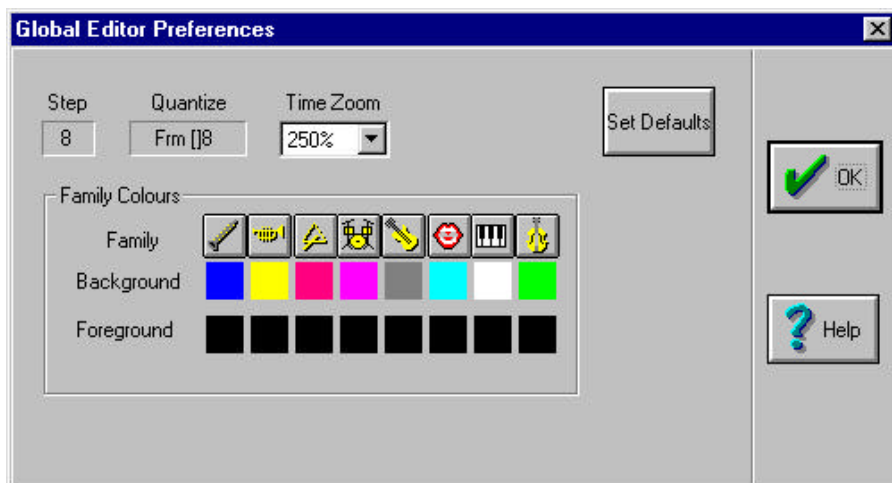 Global Editor Preferences
Step
Quantize
Time Zoom
8
Frm []8
250%
Set Defaults
OK
Family Colours
Family
Background
Foreground
Help